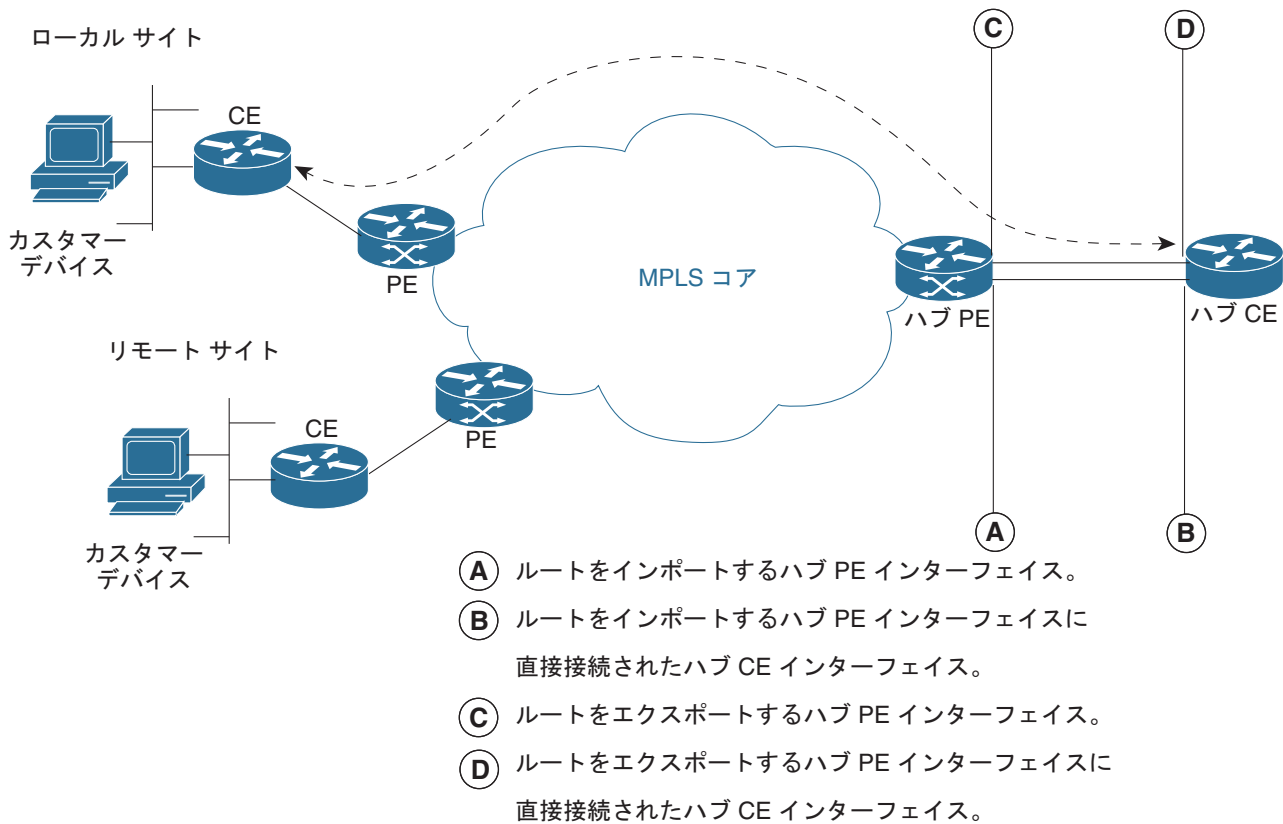 ローカル サイト
C
D
CE
カスタマー
デバイス
PE
MPLS コア
ハブ PE
ハブ CE
リモート サイト
CE
PE
カスタマー
デバイス
A
B
A ルートをインポートするハブ PE インターフェイス。
B ルートをインポートするハブ PE インターフェイスに
直接接続されたハブ CE インターフェイス。
C ルートをエクスポートするハブ PE インターフェイス。
D ルートをエクスポートするハブ PE インターフェイスに
直接接続されたハブ CE インターフェイス。